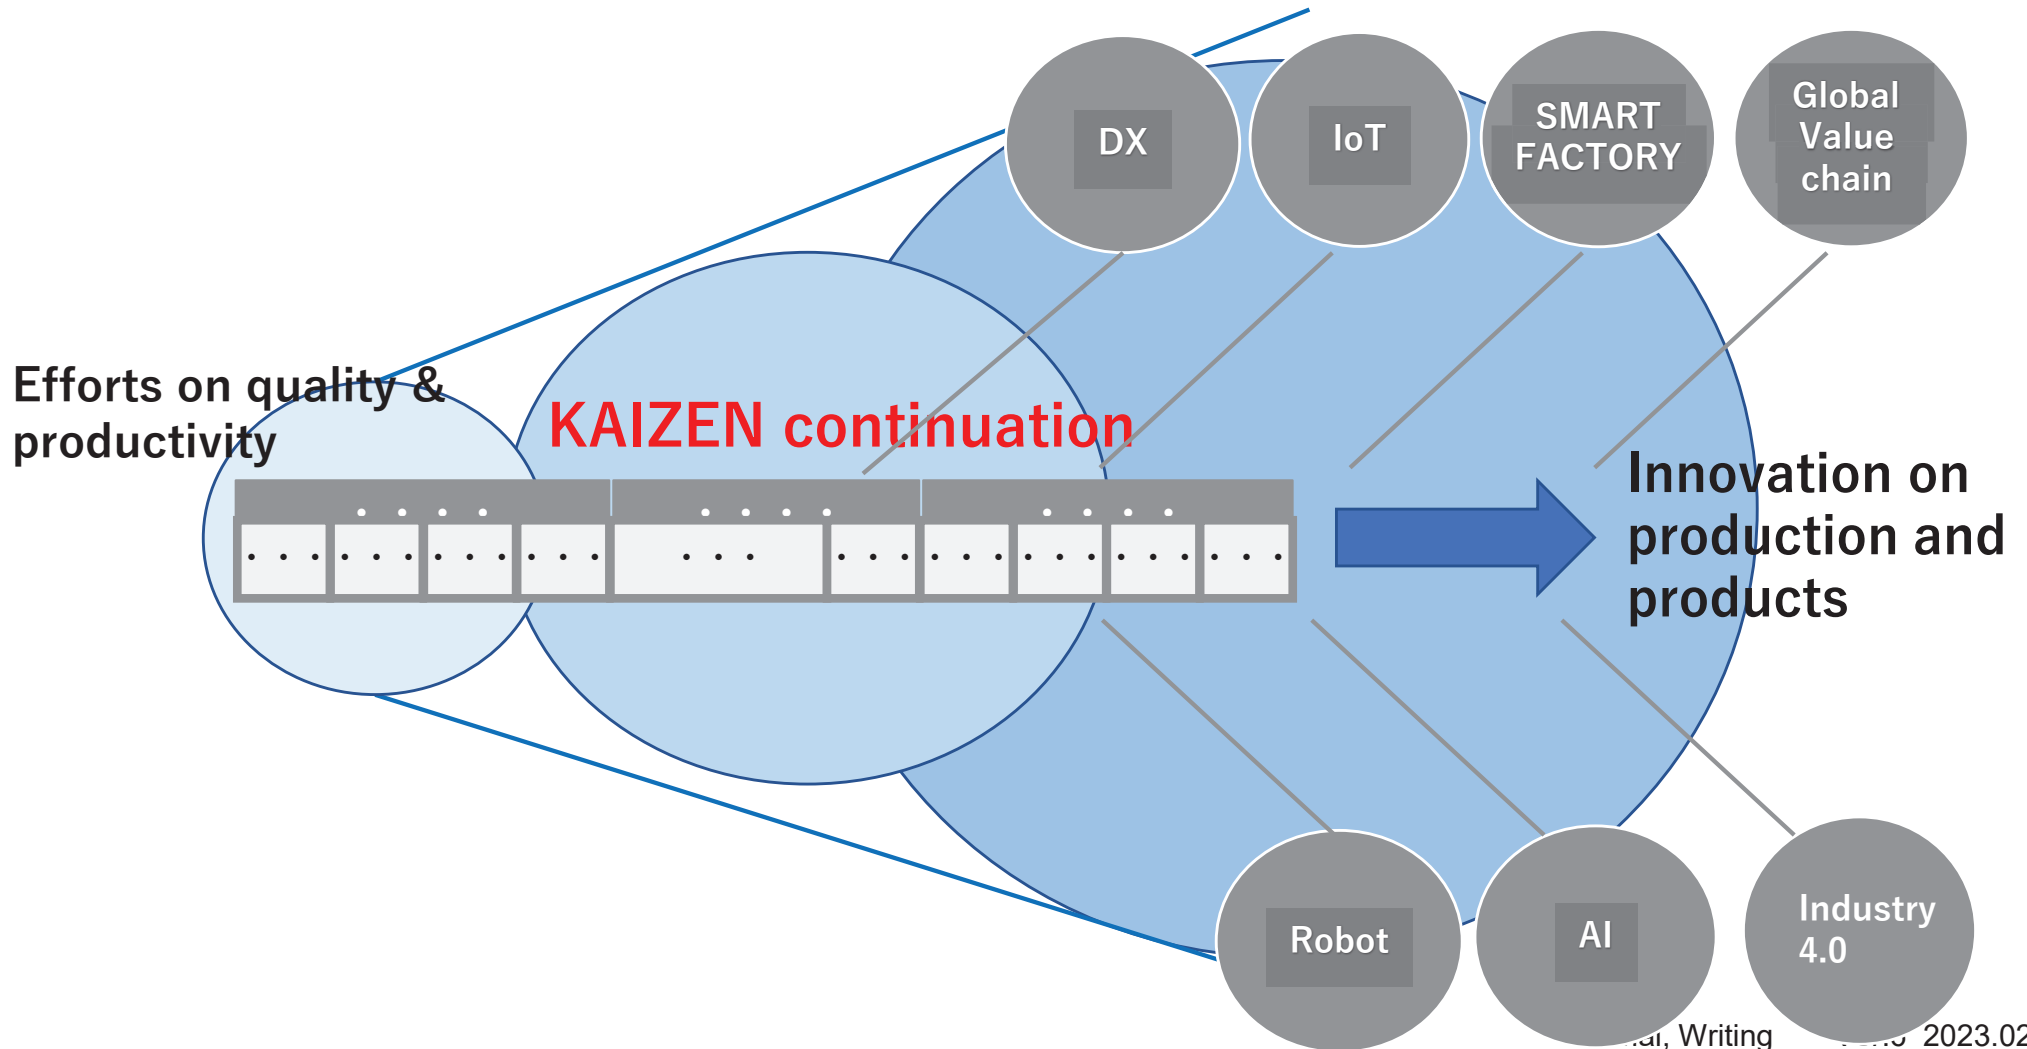 DX
IoT
SMART
FACTORY
Global
Value
chain
Efforts on quality &
productivity
KAIZEN continuation
Innovation on
production and
products
Robot
AI
Industry
4.0
Writing 2023.02